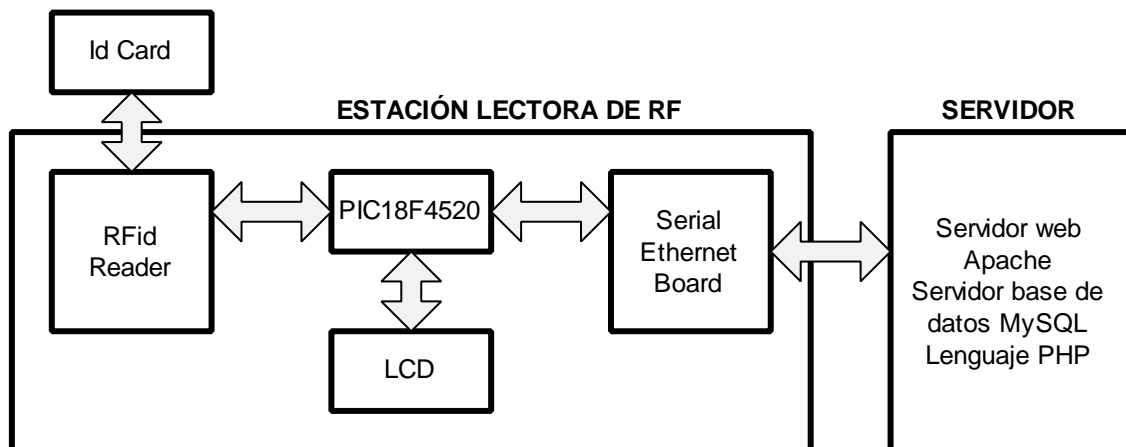 Id Card
ESTACIÓN LECTORA DE RF
SERVIDOR
RFid
Reader
PIC18F4520
LCD
Serial
Ethernet
Board
Servidor web
Apache
Servidor base de
datos MySQL
Lenguaje PHP